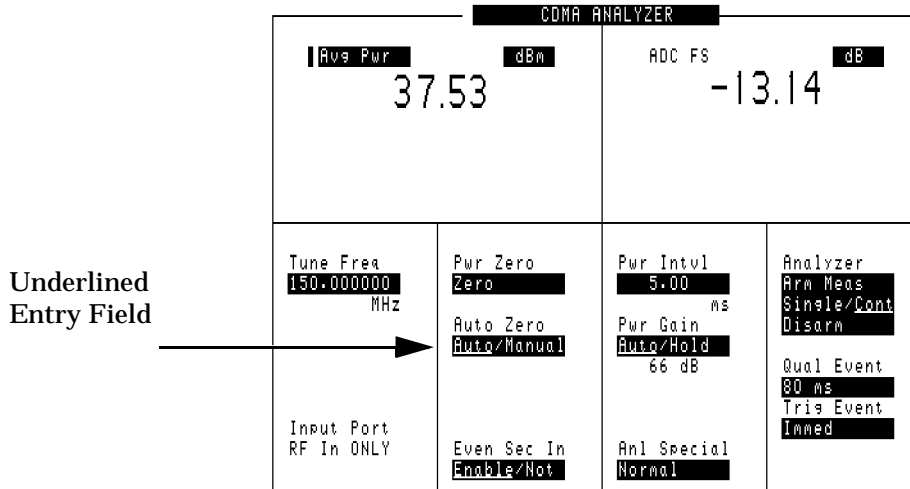 CDMA ANALYZER
Avg Pwr dBm
37.53
ADC FS dB
-13.14
Underlined
Entry Field
Tune Freq
150.000000
MHz
Input Port
RF In ONLY
Pwr Zero
Zero
Auto Zero
Auto/Manual
Even Sec In
Enable/Not
Pwr Intvl
5.00
ms
Pwr Gain
Auto/Hold
66 dB
Anl Special
Normal
Analyzer
Arm Meas
Single/Cont
Disarm
Qual Event
80 ms
Trig Event
Immed